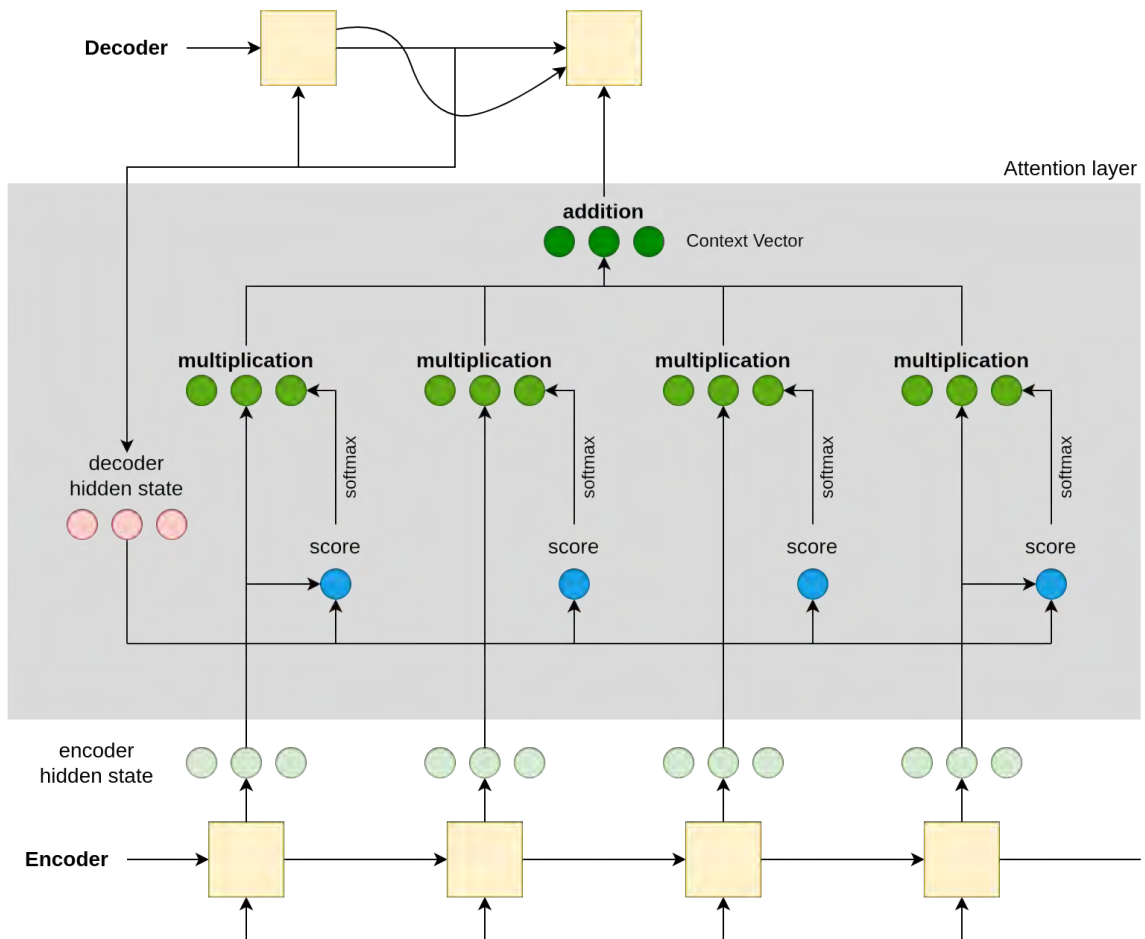 Decoder
Attention layer
addition
Context Vector
multiplication
multiplication
multiplication
multiplication
decoder
hidden state
softmax
softmax
softmax
softmax
score
score
score
score
encoder
hidden state
Encoder